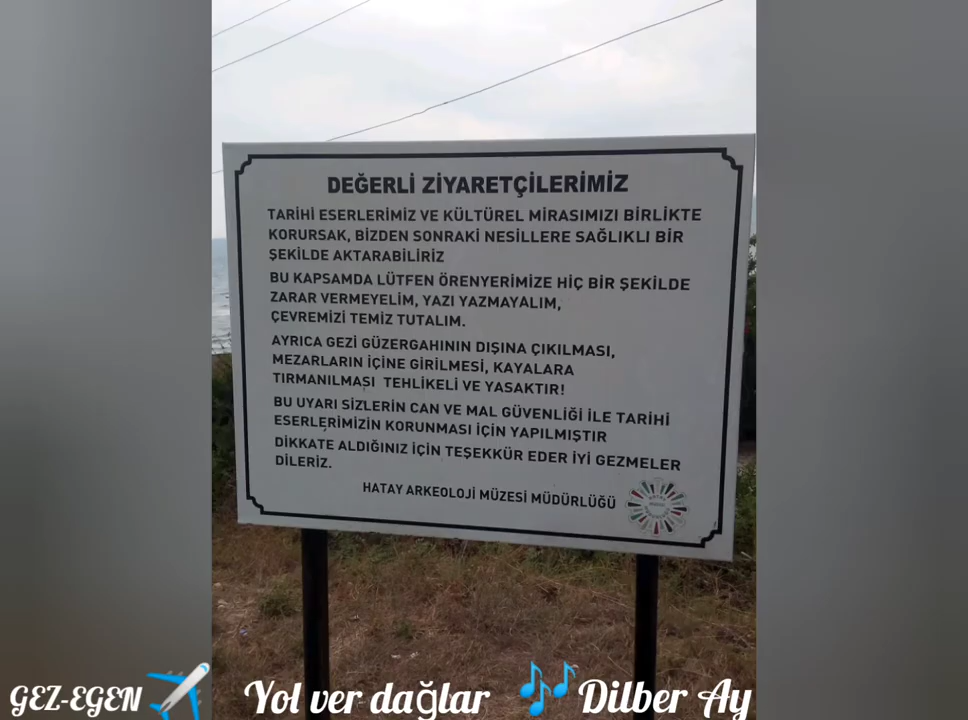 DEĞERLİ ZİYARETÇİLERİMİZ
TARİHİ ESERLERİMİZ VE KÜLTÜREL MİRASIMIZI BİRLİKTE
KORURSAK, BİZDEN SONRAKİ NESİLLERE SAĞLIKLI BİR
ŞEKİLDE AKTARABİLİRİZ
BU KAPSAMDA LÜTFEN ÖRENYERİMİZE HİÇ BİR ŞEKİLDE
ZARAR VERMEYELİM, YAZI YAZMAYALIM,
ÇEVREMİZİ TEMİZ TUTALIM.
AYRICA GEZİ GÜZERGAHININ DIŞINA ÇIKILMASI,
MEZARLARIN İÇİNE GİRİLMESİ, KAYALARA
TIRMANILMAŞI TEHLİKELİ VE YASAKTIR!
BU UYARI SİZLERİN CAN VE MAL GÜVENLİĞİ İLE TARİHİ
ESERLERİMİZİN KORUNMASI İÇİN YAPILMIŞTIR
DİKKATE ALDIĞINIZ İÇİN TEŞEKKÜR EDER İYİ GEZMELER
DİLERİZ.
HATAY ARKEOLOJİ MÜZESİ MÜDÜRLÜĞÜ
GEZ-EGEN Yol ver dağlar Dilber Ay